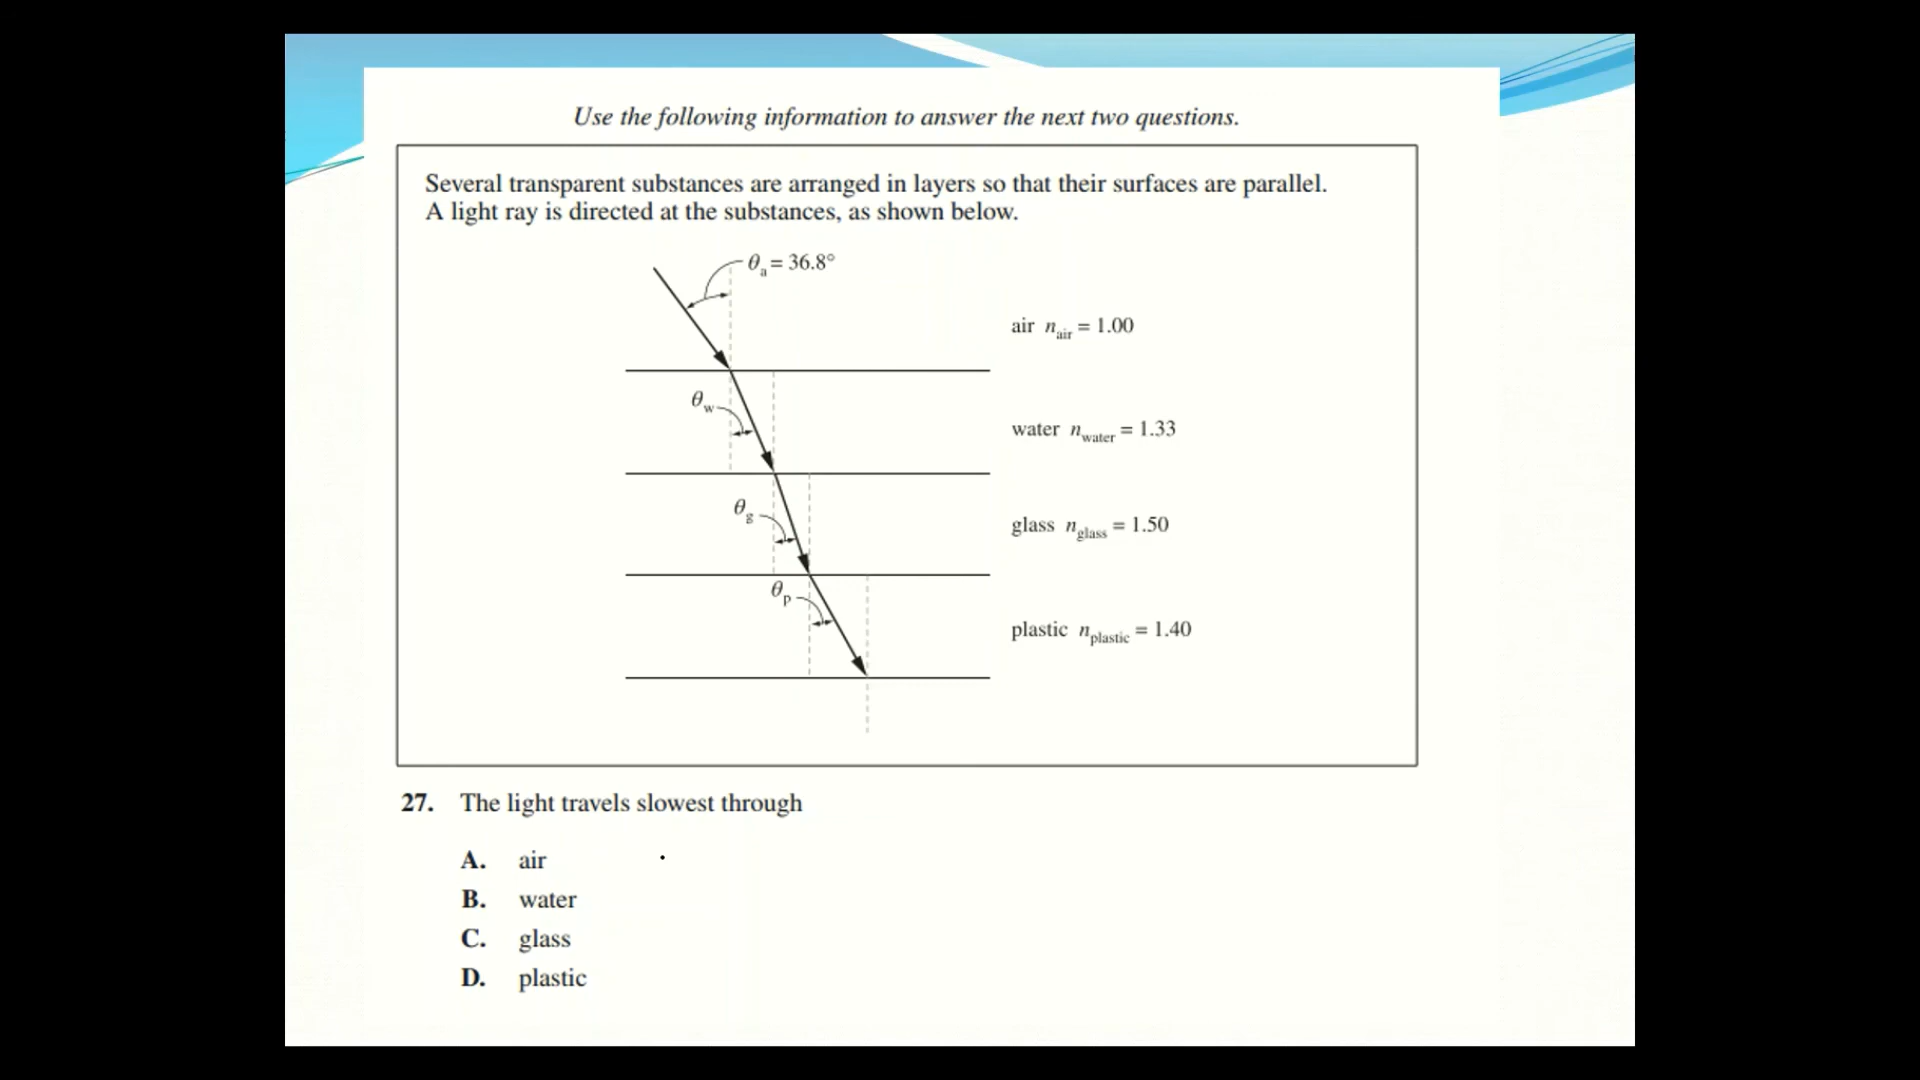 Use the following information to answer the next two questions.
Several transparent substances are arranged in layers so that their surfaces are parallel.
A light ray is directed at the substances, as shown below.
θa = 36.8°
air nair = 1.00
θw
water nwater = 1.33
θg
glass nglass = 1.50
θp
plastic nplastic = 1.40
27. The light travels slowest through
A. air
B. water
C. glass
D. plastic